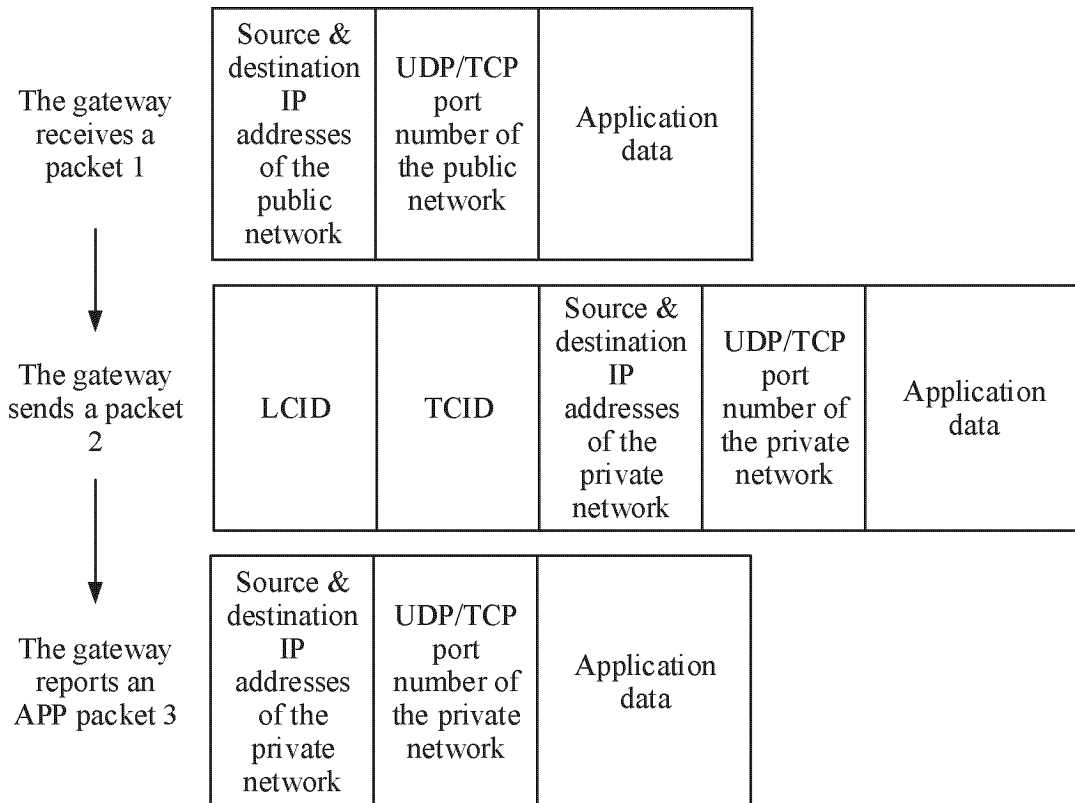 The gateway
receives a
packet 1
Source &
destination
IP
addresses
of the
public
network
UDP/TCP
port
number of
the public
network
Application
data
The gateway
sends a packet
2
LCID
TCID
Source &
destination
IP
addresses
of the
private
network
UDP/TCP
port
number of
the private
network
Application
data
The gateway
reports an
APP packet 3
Source &
destination
IP
addresses
of the
private
network
UDP/TCP
port
number of
the private
network
Application
data